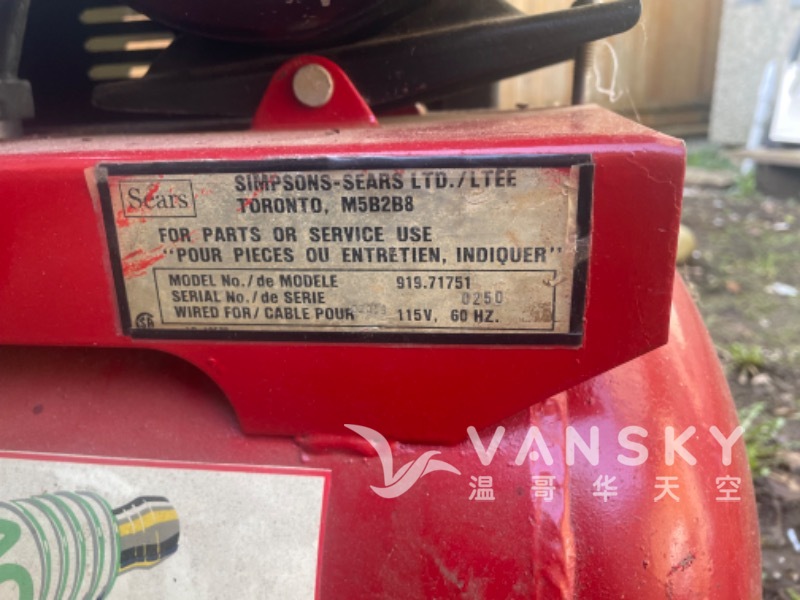 Sears
SIMPSONS-SEARS LTD./LTEE
TORONTO, M5B2B8
FOR PARTS OR SERVICE USE
"POUR PIECES OU ENTRETIEN, INDIQUER"
MODEL No./de MODELE 919.71751
SERIAL No./de SERIE 0250
WIRED FOR/ CABLE POUR 115V, 60 HZ.
VANSKY
温哥华天空